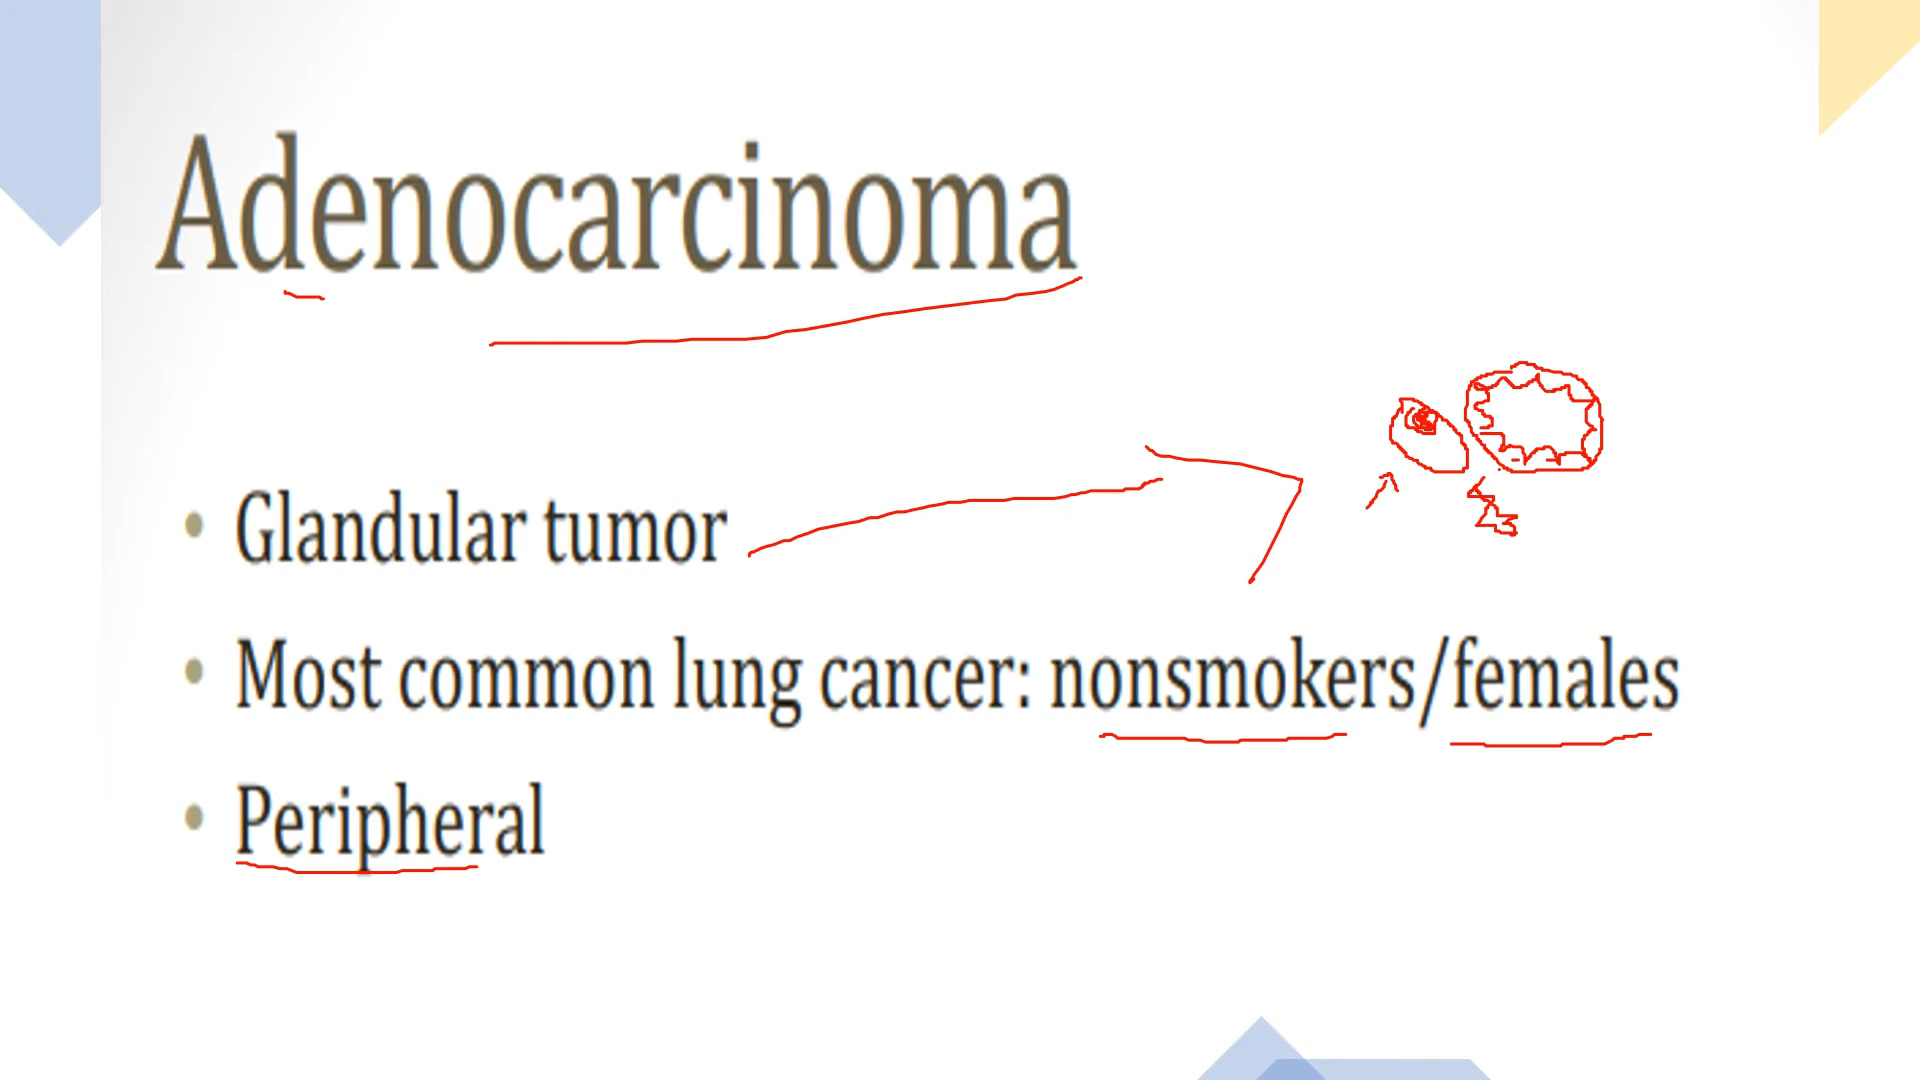 Adenocarcinoma
• Glandular tumor
• Most common lung cancer: nonsmokers/females
• Peripheral